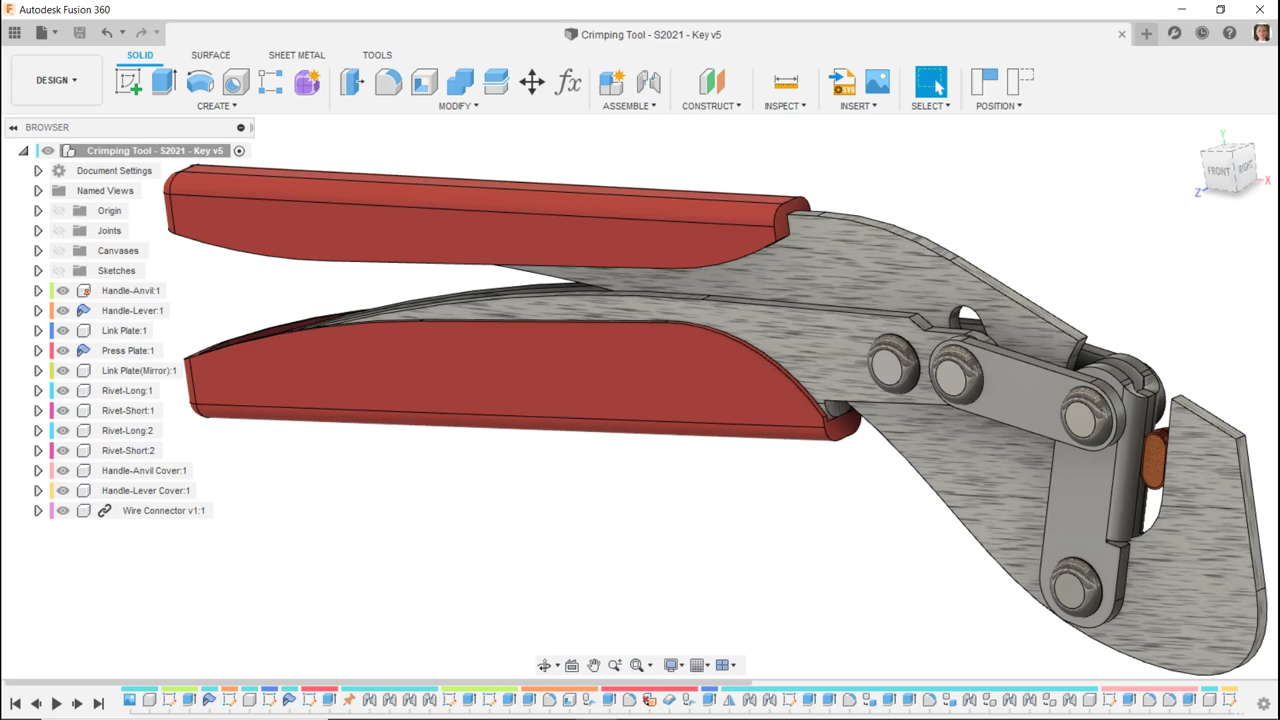 Autodesk Fusion 360
Crimping Tool - S2021 - Key v5
SOLID SURFACE SHEET METAL TOOLS
DESIGN
fx
SVG
CREATE MODIFY ASSEMBLE CONSTRUCT INSPECT INSERT SELECT POSITION
BROWSER
Crimping Tool - S2021 - Key v5
Document Settings
Named Views
Origin
Joints
Canvases
Sketches
Handle-Anvil:1
Handle-Lever:1
Link Plate:1
Press Plate:1
Link Plate(Mirror):1
Rivet-Long:1
Rivet-Short:1
Rivet-Long:2
Rivet-Short:2
Handle-Anvil Cover:1
Handle-Lever Cover:1
Wire Connector v1:1
Y
FRONT RIGHT
X
Z